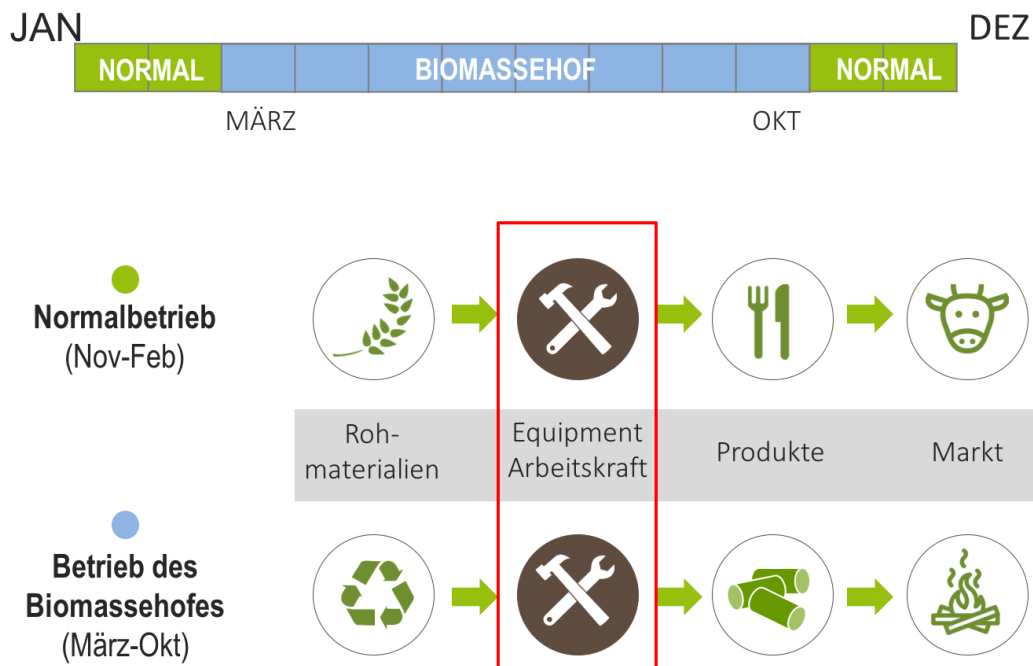 JAN
DEZ
NORMAL
BIOMASSEHOF
NORMAL
MÄRZ
OKT
Normalbetrieb
(Nov-Feb)
Roh-
materialien
Equipment
Arbeitskraft
Produkte
Markt
Betrieb des
Biomassehofes
(März-Okt)